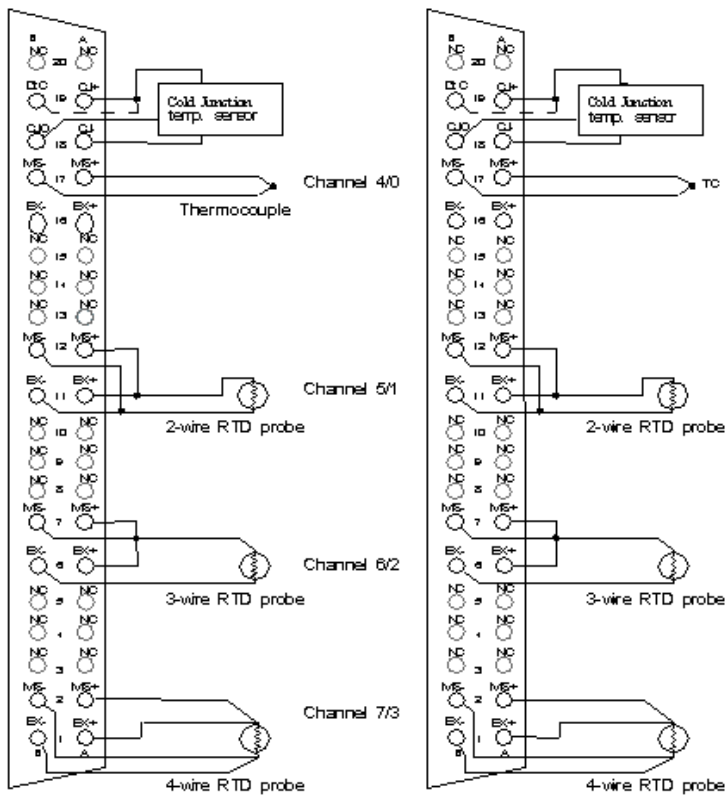 B A B A
NC NC NC NC
20 20
CJC CJ+ CJC CJ+
19 19
Cold Junction
temp. sensor
Cold Junction
temp. sensor
18 18
MS- MS+ MS- MS+
17 Channel 4/0 17 TC
Thermocouple
EX- EX+ EX- EX+
16 16
NC NC NC NC
15 15
NC NC NC NC
14 14
NC NC NC NC
13 13
MS- MS+ MS- MS+
12 12
EX- EX+ Channel 5/1 EX- EX+
11 11
2-wire RTD probe 2-wire RTD probe
NC NC NC NC
10 10
NC NC NC NC
9 9
NC NC NC NC
8 8
MS- MS+ MS- MS+
7 7
EX- EX+ Channel 6/2 EX- EX+
6 6
3-wire RTD probe 3-wire RTD probe
NC NC NC NC
5 5
NC NC NC NC
4 4
NC NC NC NC
3 3
MS- MS+ MS- MS+
2 2
Channel 7/3
EX- EX+ EX- EX+
1 1
B A B A
4-wire RTD probe 4-wire RTD probe